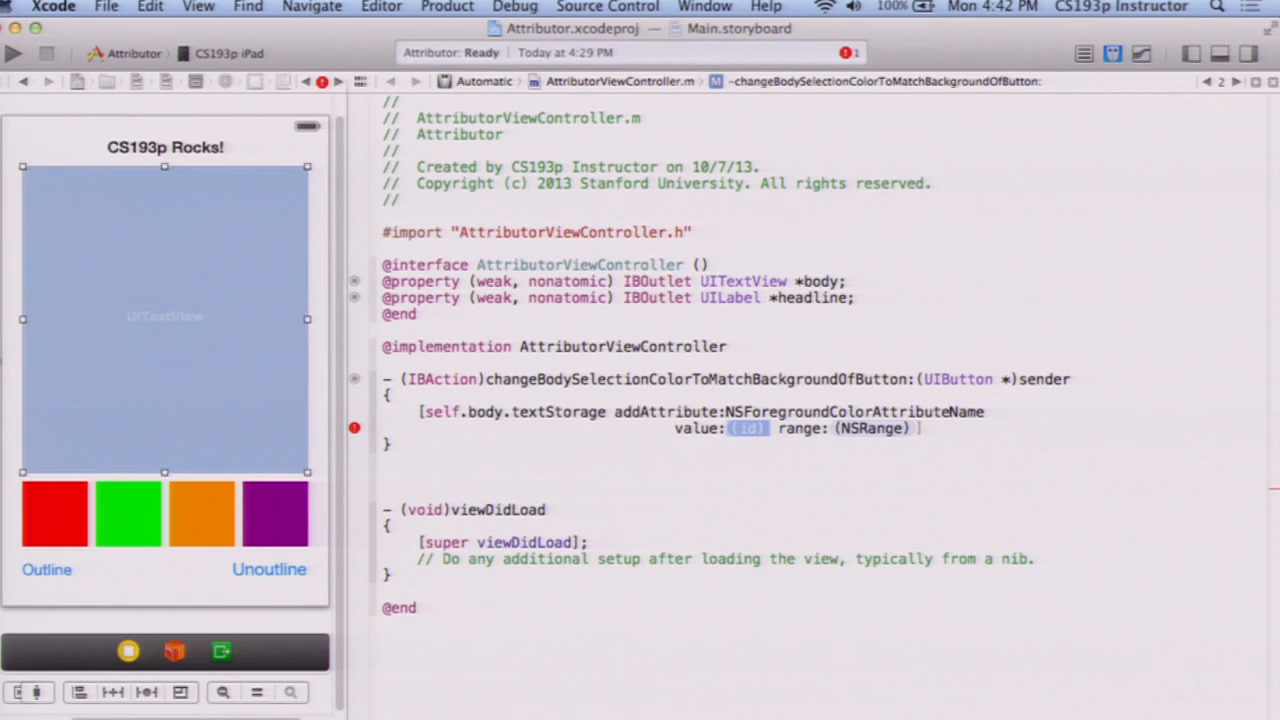 Xcode File Edit View Find Navigate Editor Product Debug Source Control Window Help 100% Mon 4:42 PM CS193P Instructor
Attributor.xcodeproj — Main.storyboard
Attributor CS193p iPad Attributor: Ready Today at 4:29 PM 1
Automatic AttributorViewController.m M -changeBodySelectionColorToMatchBackgroundOfButton: 2
CS193p Rocks!
UITextView
Outline Unoutline
//
// AttributorViewController.m
// Attributor
//
// Created by CS193p Instructor on 10/7/13.
// Copyright (c) 2013 Stanford University. All rights reserved.
//
#import "AttributorViewController.h"
@interface AttributorViewController ()
@property (weak, nonatomic) IBOutlet UITextView *body;
@property (weak, nonatomic) IBOutlet UILabel *headline;
@end
@implementation AttributorViewController
- (IBAction)changeBodySelectionColorToMatchBackgroundOfButton:(UIButton *)sender
{
[self.body.textStorage addAttribute:NSForegroundColorAttributeName
value:(id) range:(NSRange)]
}
- (void)viewDidLoad
{
[super viewDidLoad];
// Do any additional setup after loading the view, typically from a nib.
}
@end